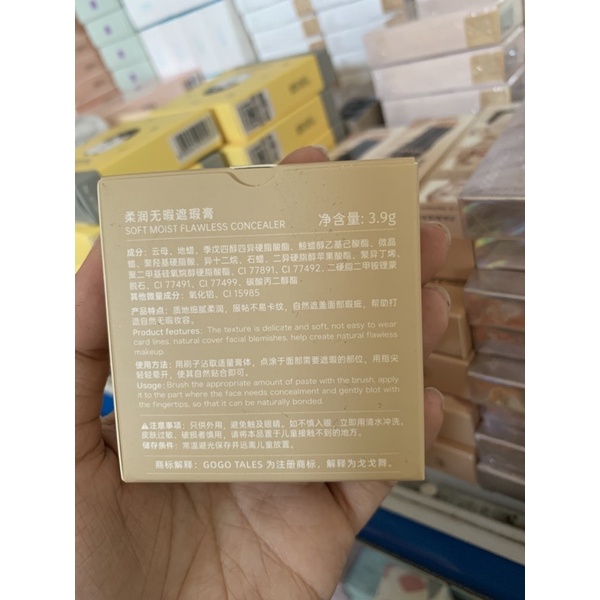 柔润无暇遮瑕膏
SOFT MOIST FLAWLESS CONCEALER
净含量: 3.9g
成分：云母、地蜡、季戊四醇四异硬脂酸酯、鲸蜡醇乙基己酸酯、微晶
蜡、聚羟基硬脂酸、异十二烷、石蜡、二异硬脂醇苹果酸酯、聚异丁烯、
聚二甲基硅氧烷醇硬脂酸酯、CI 77891、CI 77492、二硬脂二甲铵锂蒙
脱石、CI 77491、CI 77499、碳酸丙二醇酯
其他微量成分：氧化铝、CI 15985
产品特点：质地细腻柔润，服帖不易卡纹，自然遮盖面部瑕疵，帮助打
造自然无瑕妆容。
Product features: The texture is delicate and soft, not easy to wear
card lines, natural cover facial blemishes, help create natural flawless
makeup
使用方法：用刷子沾取适量膏体，点涂于面部需要遮瑕的部位，用指尖
轻轻晕开，使其自然贴合即可。
Usage: Brush the appropriate amount of paste with the brush, apply
it to the part where the face needs concealment and gently blot with
the fingertips, so that it can be naturally bonded.
▲注意事项：只供外用，避免触及眼睛，如不慎入眼，立即用清水冲洗。
皮肤过敏、破损者慎用，请将本品置于儿童接触不到的地方。
储存条件：常温避光保存并远离儿童放置。
商标解释：GOGO TALES 为注册商标，解释为戈戈舞。